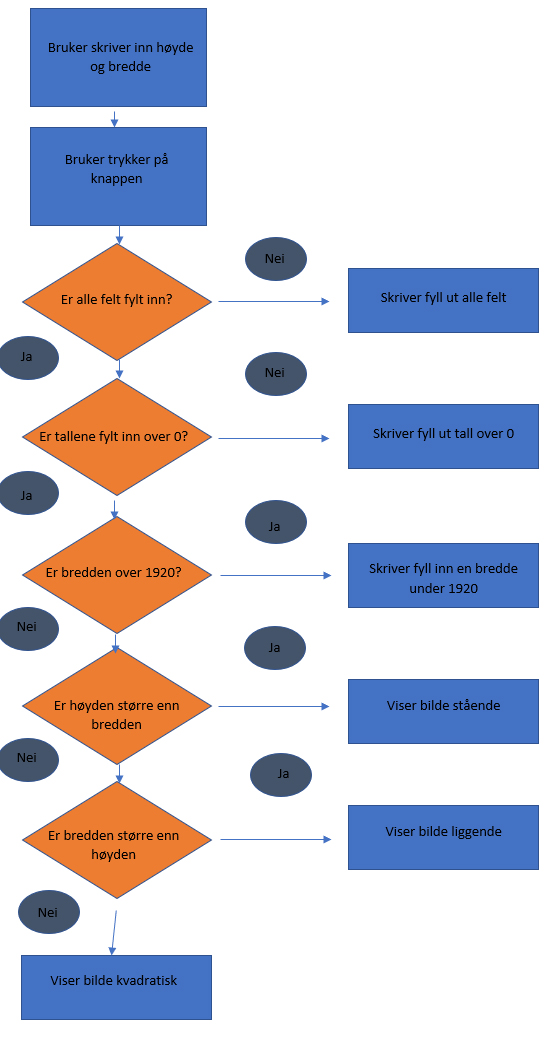 Bruker skriver inn høyde
og bredde
Bruker trykker på
knappen
Nei
Er alle felt fylt inn?
Skriver fyll ut alle felt
Ja
Nei
Er tallene fylt inn over 0?
Skriver fyll ut tall over 0
Ja
Ja
Er bredden over 1920?
Skriver fyll inn en bredde
under 1920
Nei
Ja
Er høyden større enn
bredden
Viser bilde stående
Nei
Ja
Er bredden større enn
høyden
Viser bilde liggende
Nei
Viser bilde kvadratisk